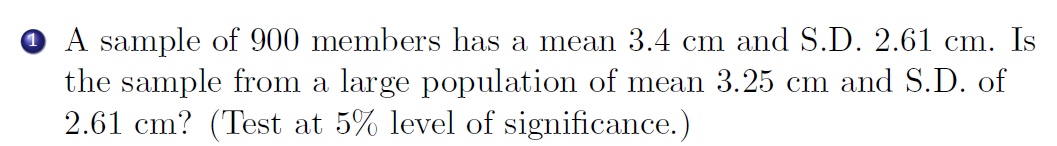 1 A sample of 900 members has a mean 3.4 cm and S.D. 2.61 cm. Is
the sample from a large population of mean 3.25 cm and S.D. of
2.61 cm? (Test at 5% level of significance.)